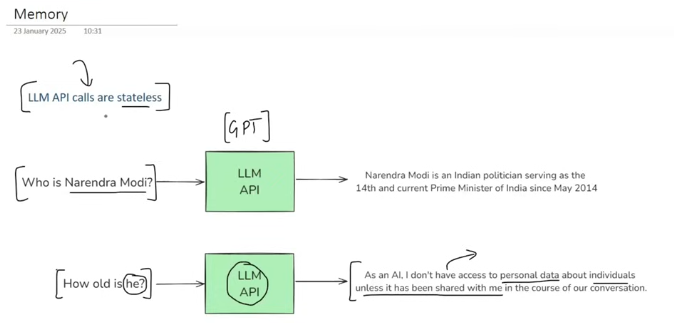 Memory
23 January 2025 10:31
LLM API calls are stateless
[GPT]
Who is Narendra Modi?
LLM
API
Narendra Modi is an Indian politician serving as the
14th and current Prime Minister of India since May 2014
How old is he?
LLM
API
As an AI, I don't have access to personal data about individuals
unless it has been shared with me in the course of our conversation.